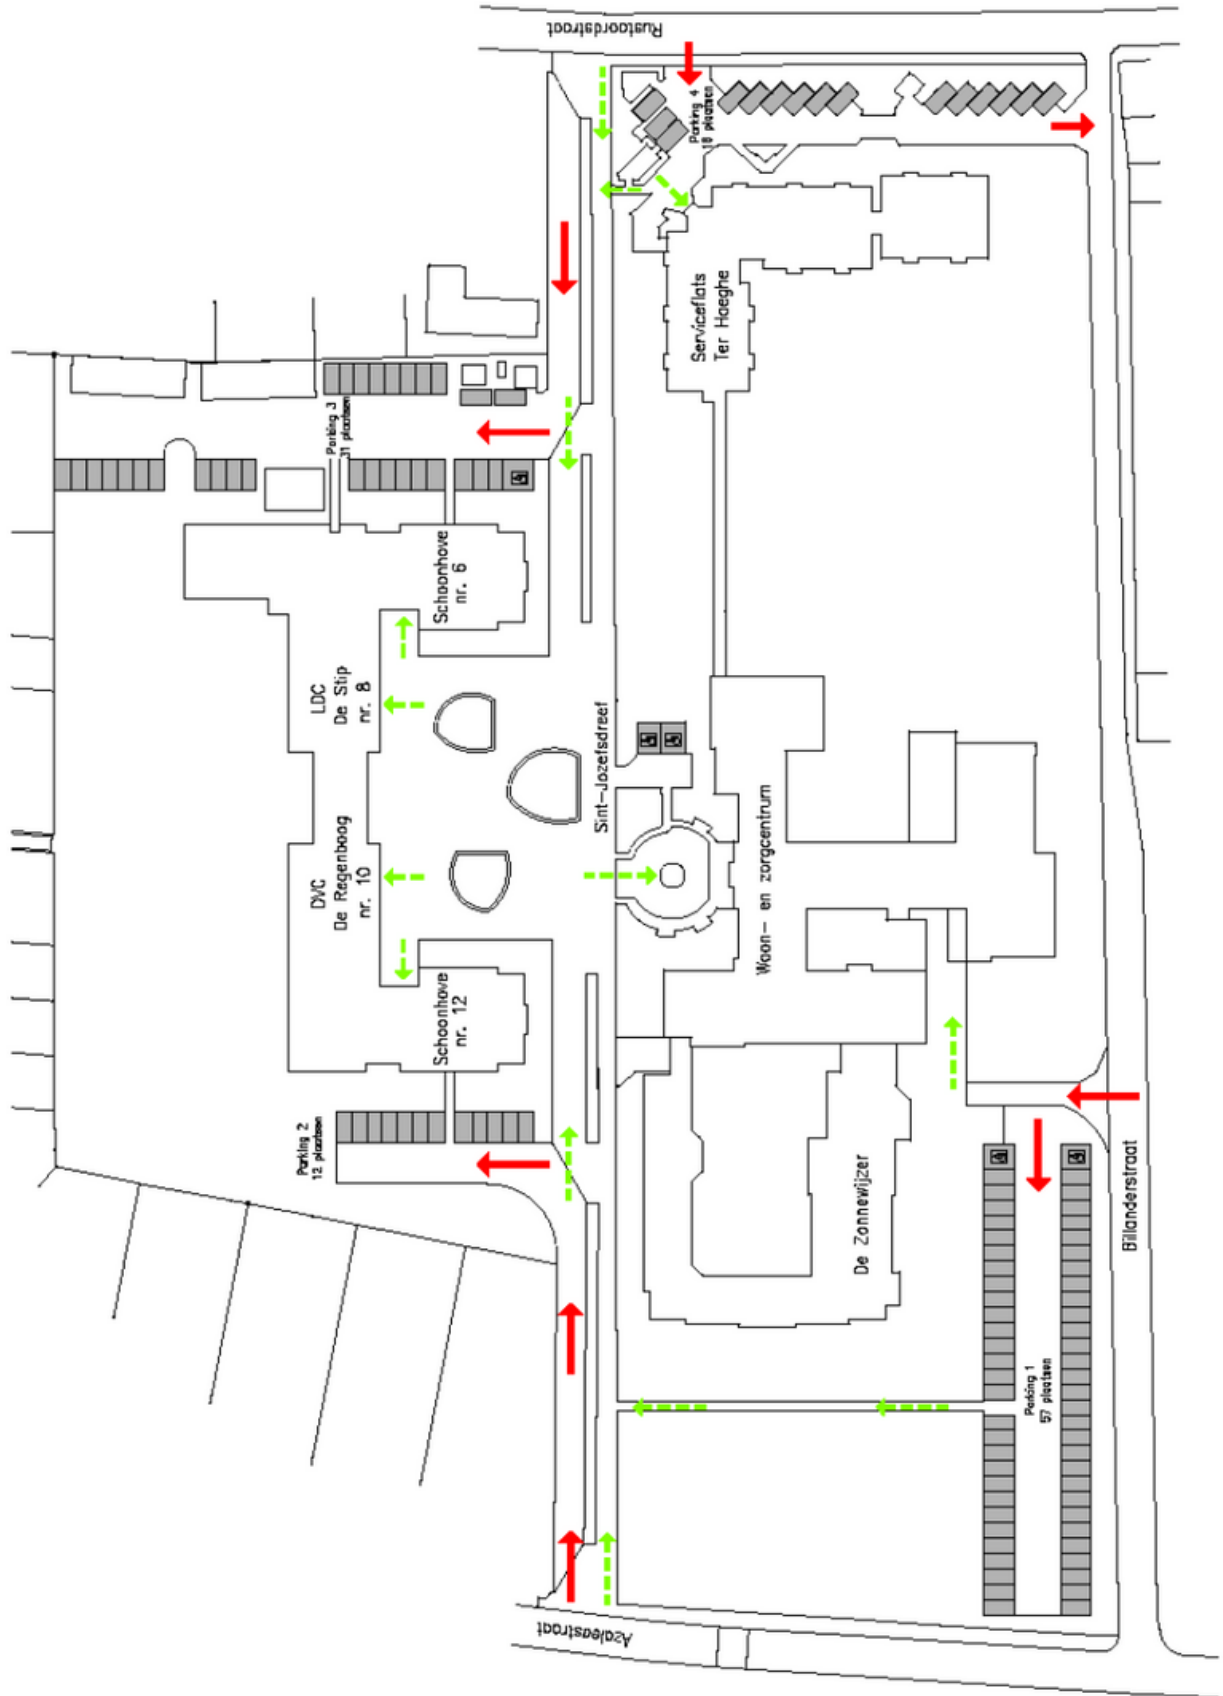 Rustoordstraat
Parking 4
18 plaatsen
Serviceflats
Ter Haeghe
Parking 3
31 plaatsen
Schoonhove
nr. 6
LDC
De Stip
nr. 8
Sint-Jozefsdreef
DVC
De Regenboog
nr. 10
Woon- en zorgcentrum
Schoonhove
nr. 12
Parking 2
12 plaatsen
De Zonnewijzer
Billanderstraat
Parking 1
57 plaatsen
Azaleastraat